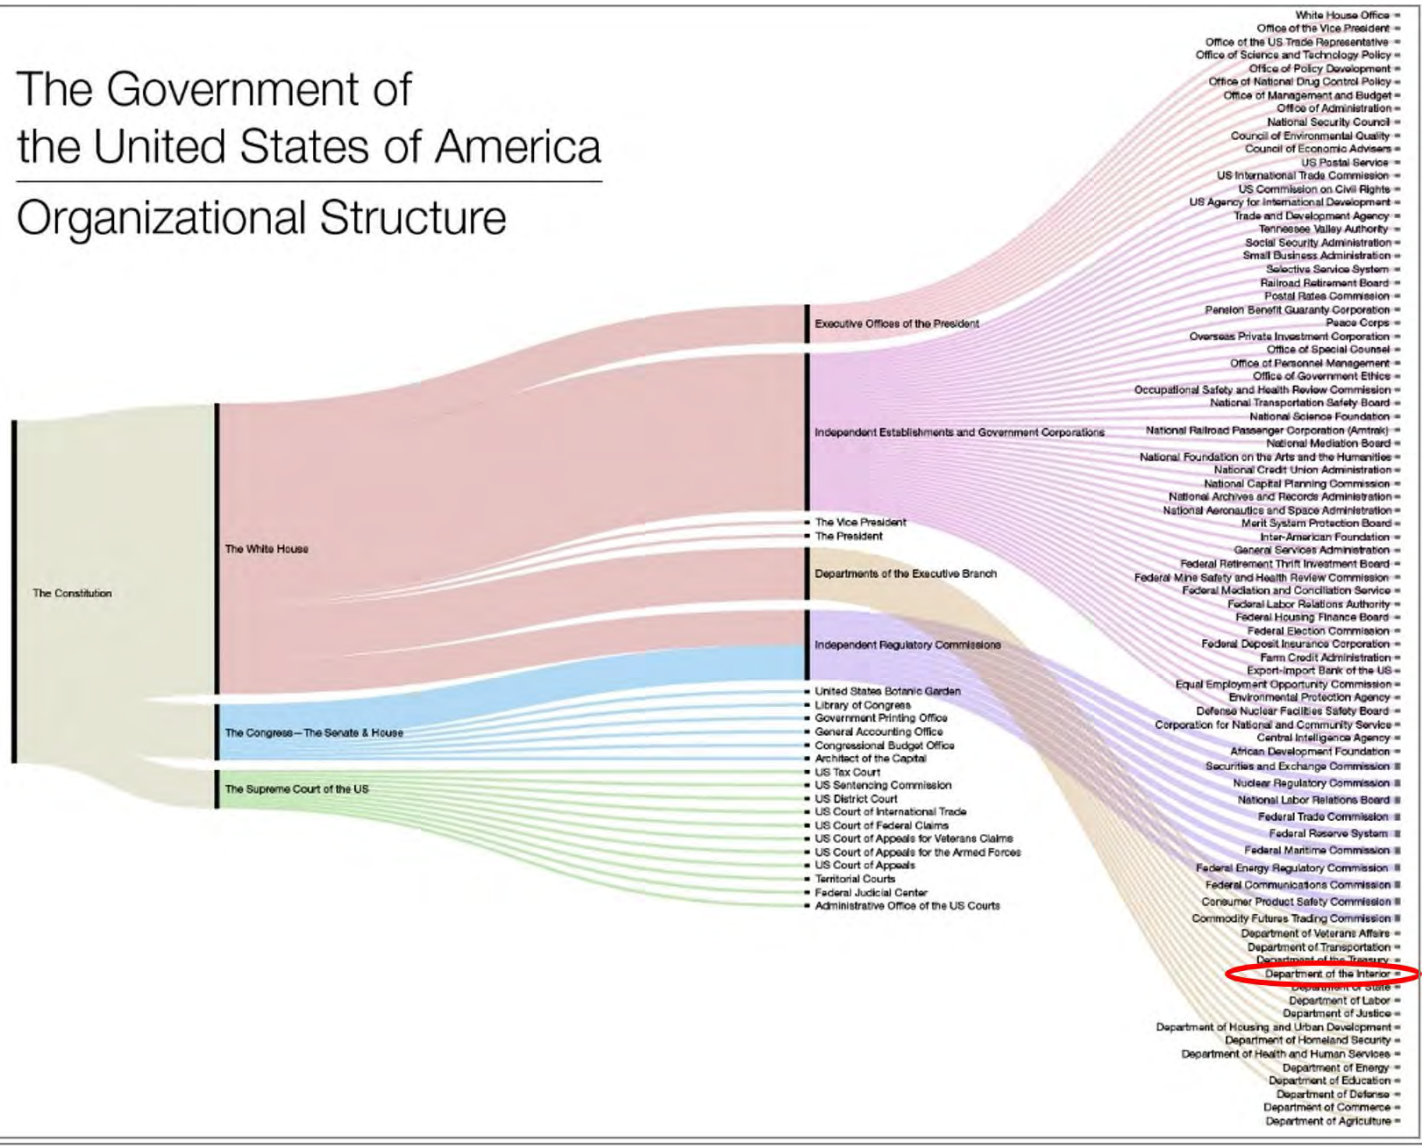 The Government of
the United States of America
Organizational Structure
The Constitution
The White House
The Congress—The Senate & House
The Supreme Court of the US
Executive Offices of the President
Independent Establishments and Government Corporations
The Vice President
The President
Departments of the Executive Branch
Independent Regulatory Commissions
United States Botanic Garden
Library of Congress
Government Printing Office
General Accounting Office
Congressional Budget Office
Architect of the Capital
US Tax Court
US Sentencing Commission
US District Court
US Court of International Trade
US Court of Federal Claims
US Court of Appeals for Veterans Claims
US Court of Appeals for the Armed Forces
US Court of Appeals
Territorial Courts
Federal Judicial Center
Administrative Office of the US Courts
White House Office
Office of the Vice President
Office of the US Trade Representative
Office of Science and Technology Policy
Office of Policy Development
Office of National Drug Control Policy
Office of Management and Budget
Office of Administration
National Security Council
Council of Environmental Quality
Council of Economic Advisers
US Postal Service
US International Trade Commission
US Commission on Civil Rights
US Agency for International Development
Trade and Development Agency
Tennessee Valley Authority
Social Security Administration
Small Business Administration
Selective Service System
Railroad Retirement Board
Postal Rates Commission
Pension Benefit Guaranty Corporation
Peace Corps
Overseas Private Investment Corporation
Office of Special Counsel
Office of Personnel Management
Office of Government Ethics
Occupational Safety and Health Review Commission
National Transportation Safety Board
National Science Foundation
National Railroad Passenger Corporation (Amtrak)
National Mediation Board
National Foundation on the Arts and the Humanities
National Credit Union Administration
National Capital Planning Commission
National Archives and Records Administration
National Aeronautics and Space Administration
Merit System Protection Board
Inter-American Foundation
General Services Administration
Federal Retirement Thrift Investment Board
Federal Mine Safety and Health Review Commission
Federal Mediation and Conciliation Service
Federal Labor Relations Authority
Federal Housing Finance Board
Federal Election Commission
Federal Deposit Insurance Corporation
Farm Credit Administration
Export-Import Bank of the US
Equal Employment Opportunity Commission
Environmental Protection Agency
Defense Nuclear Facilities Safety Board
Corporation for National and Community Service
Central Intelligence Agency
African Development Foundation
Securities and Exchange Commission
Nuclear Regulatory Commission
National Labor Relations Board
Federal Trade Commission
Federal Reserve System
Federal Maritime Commission
Federal Energy Regulatory Commission
Federal Communications Commission
Consumer Product Safety Commission
Commodity Futures Trading Commission
Department of Veterans Affairs
Department of Transportation
Department of the Treasury
Department of the Interior
Department of State
Department of Labor
Department of Justice
Department of Housing and Urban Development
Department of Homeland Security
Department of Health and Human Services
Department of Energy
Department of Education
Department of Defense
Department of Commerce
Department of Agriculture